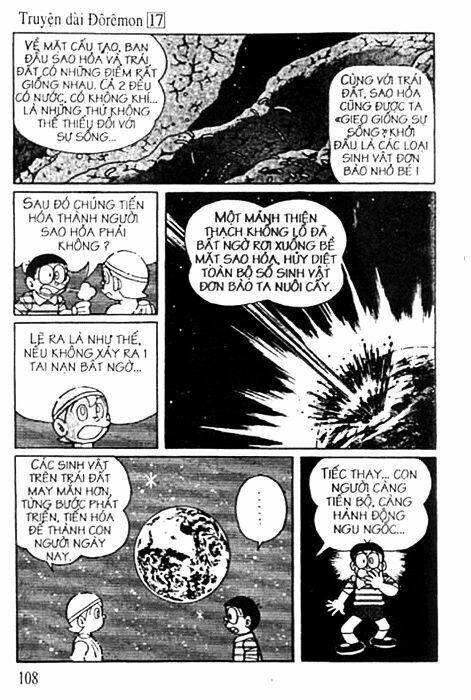 Truyện dài Đôrêmon 17
VỀ MẶT CẤU TẠO, BAN
ĐẦU SAO HỎA VÀ TRÁI
ĐẤT CÓ NHỮNG ĐIỂM RẤT
GIỐNG NHAU. CẢ 2 ĐỀU
CÓ NƯỚC, CÓ KHÔNG KHÍ...
LÀ NHỮNG THỨ KHÔNG
THỂ THIẾU ĐỐI VỚI
SỰ SỐNG...
CÙNG VỚI TRÁI
ĐẤT, SAO HỎA
CŨNG ĐƯỢC TA
«GIEO GIỐNG SỰ
SỐNG» KHỞI
ĐẦU LÀ CÁC LOẠI
SINH VẬT ĐƠN
BÀO NHỎ BÉ !
SAU ĐÓ CHÚNG TIẾN
HÓA THÀNH NGƯỜI
SAO HỎA PHẢI
KHÔNG ?
MỘT MẢNH THIÊN
THẠCH KHỔNG LỒ ĐÃ
BẤT NGỜ RƠI XUỐNG BỀ
MẶT SAO HỎA, HỦY DIỆT
TOÀN BỘ SỐ SINH VẬT
ĐƠN BÀO TA NUÔI CẤY.
LẼ RA LÀ NHƯ THẾ,
NẾU KHÔNG XẢY RA 1
TAI NẠN BẤT NGỜ...
CÁC SINH VẬT
TRÊN TRÁI ĐẤT
MAY MẮN HƠN,
TỪNG BƯỚC PHÁT
TRIỂN, TIẾN HÓA
ĐỂ THÀNH CON
NGƯỜI NGÀY
NAY.
......
TIẾC THAY... CON
NGƯỜI CÀNG
TIẾN BỘ, CÀNG
HÀNH ĐỘNG
NGU NGỐC...
108